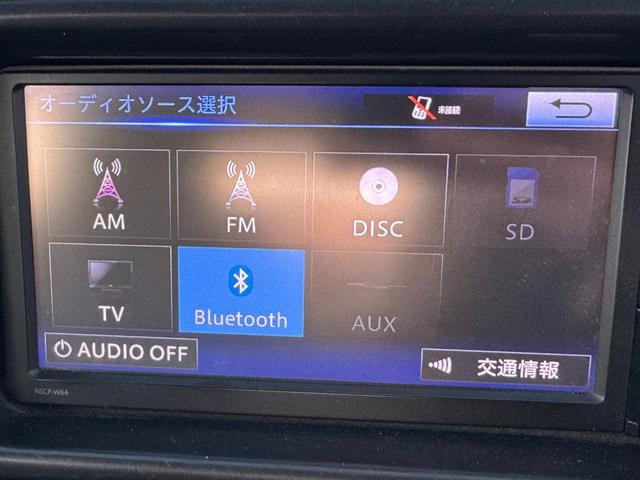 オーディオソース選択
未接続
AM
FM
DISC
SD
TV
Bluetooth
AUX
AUDIO OFF
交通情報
NSCP-W64